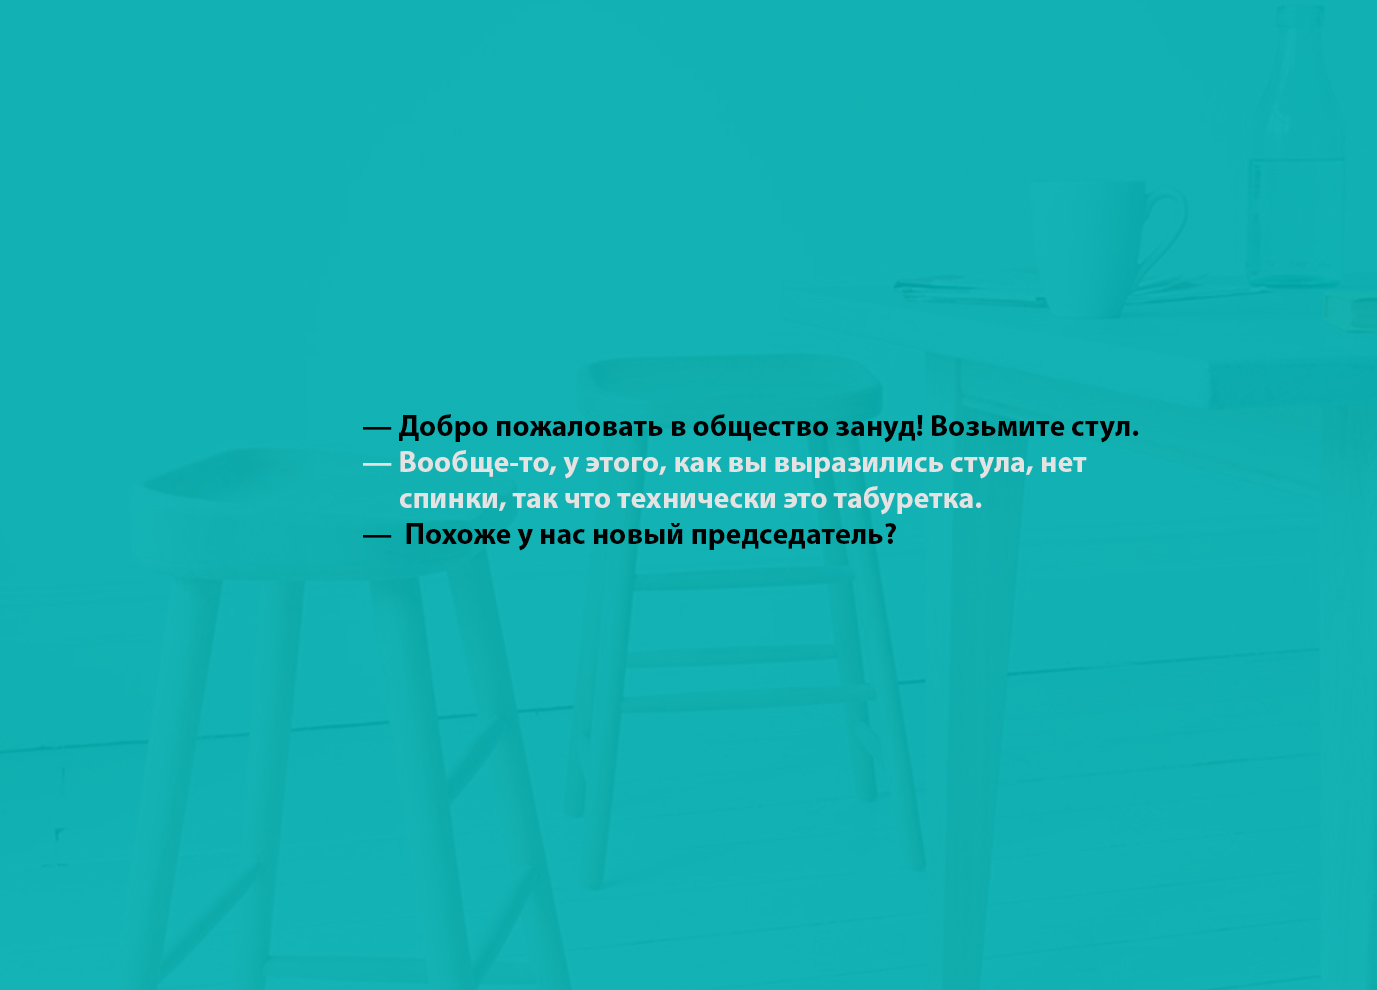 — Добро пожаловать в общество зануд! Возьмите стул.
— Вообще-то, у этого, как вы выразились стула, нет
спинки, так что технически это табуретка.
— Похоже у нас новый председатель?